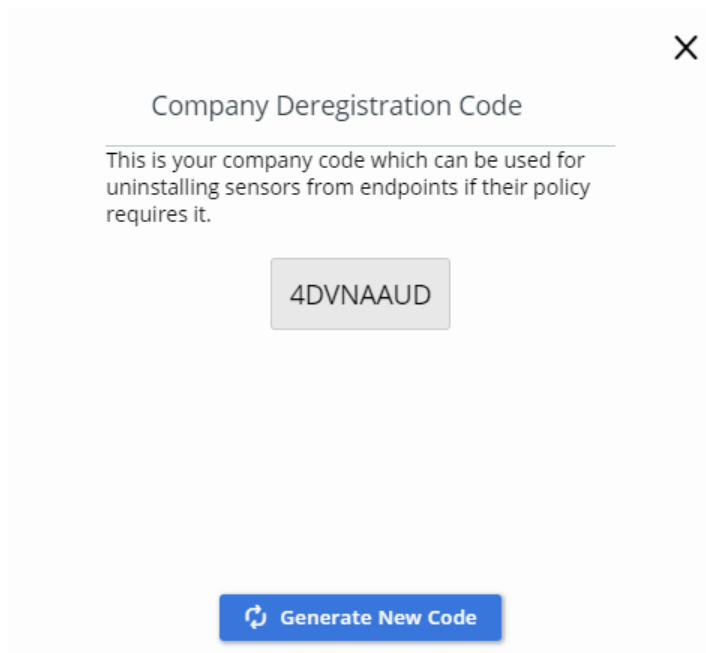 Company Deregistration Code
This is your company code which can be used for
uninstalling sensors from endpoints if their policy
requires it.
4DVNAAUD
Generate New Code